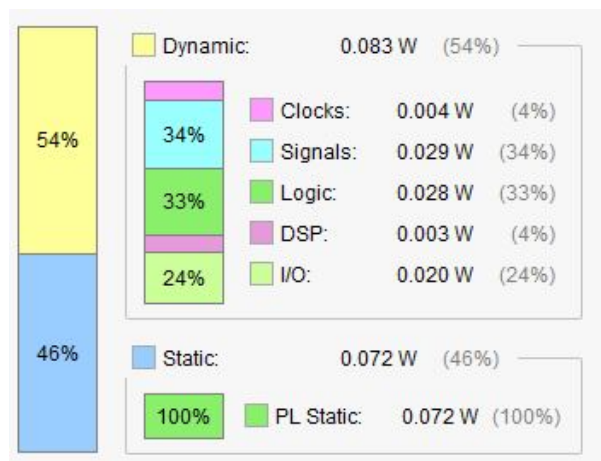 Dynamic: 0.083 W (54%)
54%
Clocks: 0.004 W (4%)
34% Signals: 0.029 W (34%)
33% Logic: 0.028 W (33%)
DSP: 0.003 W (4%)
24% I/O: 0.020 W (24%)
46% Static: 0.072 W (46%)
100% PL Static: 0.072 W (100%)